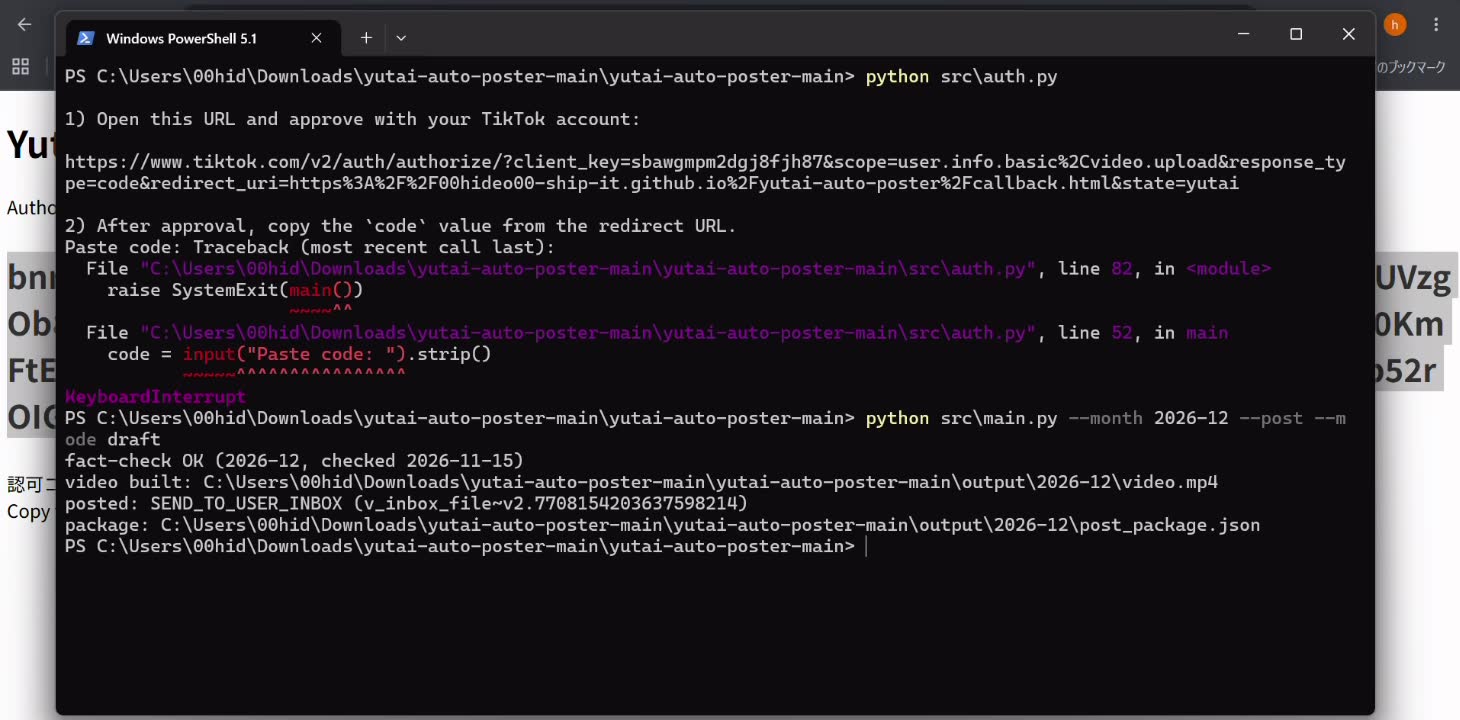 Windows PowerShell 5.1
h
のブックマーク
PS C:\Users\00hid\Downloads\yutai-auto-poster-main\yutai-auto-poster-main> python src\auth.py
1) Open this URL and approve with your TikTok account:
https://www.tiktok.com/v2/auth/authorize/?client_key=sbawgmpm2dgj8fjh87&scope=user.info.basic%2Cvideo.upload&response_ty
pe=code&redirect_uri=https%3A%2F%2F00hideo00-ship-it.github.io%2Fyutai-auto-poster%2Fcallback.html&state=yutai
2) After approval, copy the `code` value from the redirect URL.
Paste code: Traceback (most recent call last):
File "C:\Users\00hid\Downloads\yutai-auto-poster-main\yutai-auto-poster-main\src\auth.py", line 82, in <module>
raise SystemExit(main())
~~~~^^
File "C:\Users\00hid\Downloads\yutai-auto-poster-main\yutai-auto-poster-main\src\auth.py", line 52, in main
code = input("Paste code: ").strip()
~~~~~^^^^^^^^^^^^^^^^
KeyboardInterrupt
PS C:\Users\00hid\Downloads\yutai-auto-poster-main\yutai-auto-poster-main> python src\main.py --month 2026-12 --post --m
ode draft
fact-check OK (2026-12, checked 2026-11-15)
video built: C:\Users\00hid\Downloads\yutai-auto-poster-main\yutai-auto-poster-main\output\2026-12\video.mp4
posted: SEND_TO_USER_INBOX (v_inbox_file~v2.7708154203637598214)
package: C:\Users\00hid\Downloads\yutai-auto-poster-main\yutai-auto-poster-main\output\2026-12\post_package.json
PS C:\Users\00hid\Downloads\yutai-auto-poster-main\yutai-auto-poster-main>
Yut
Autho
UVzg
0Km
FtE
52r
認可コ
Copy